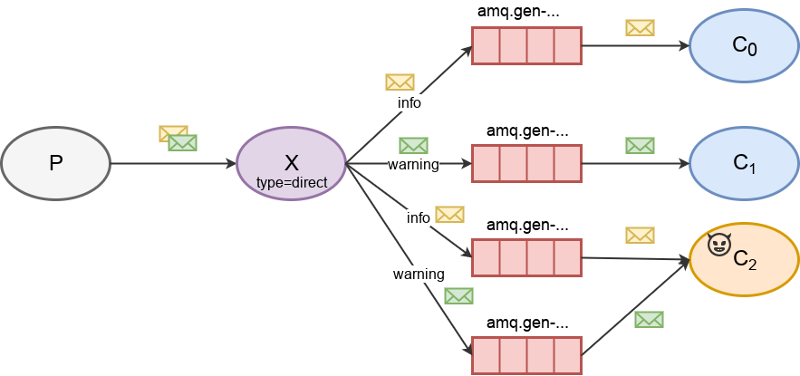 amq.gen-...
C0
info
P
X
type=direct
amq.gen-...
warning
C1
amq.gen-...
info
C2
warning
amq.gen-...